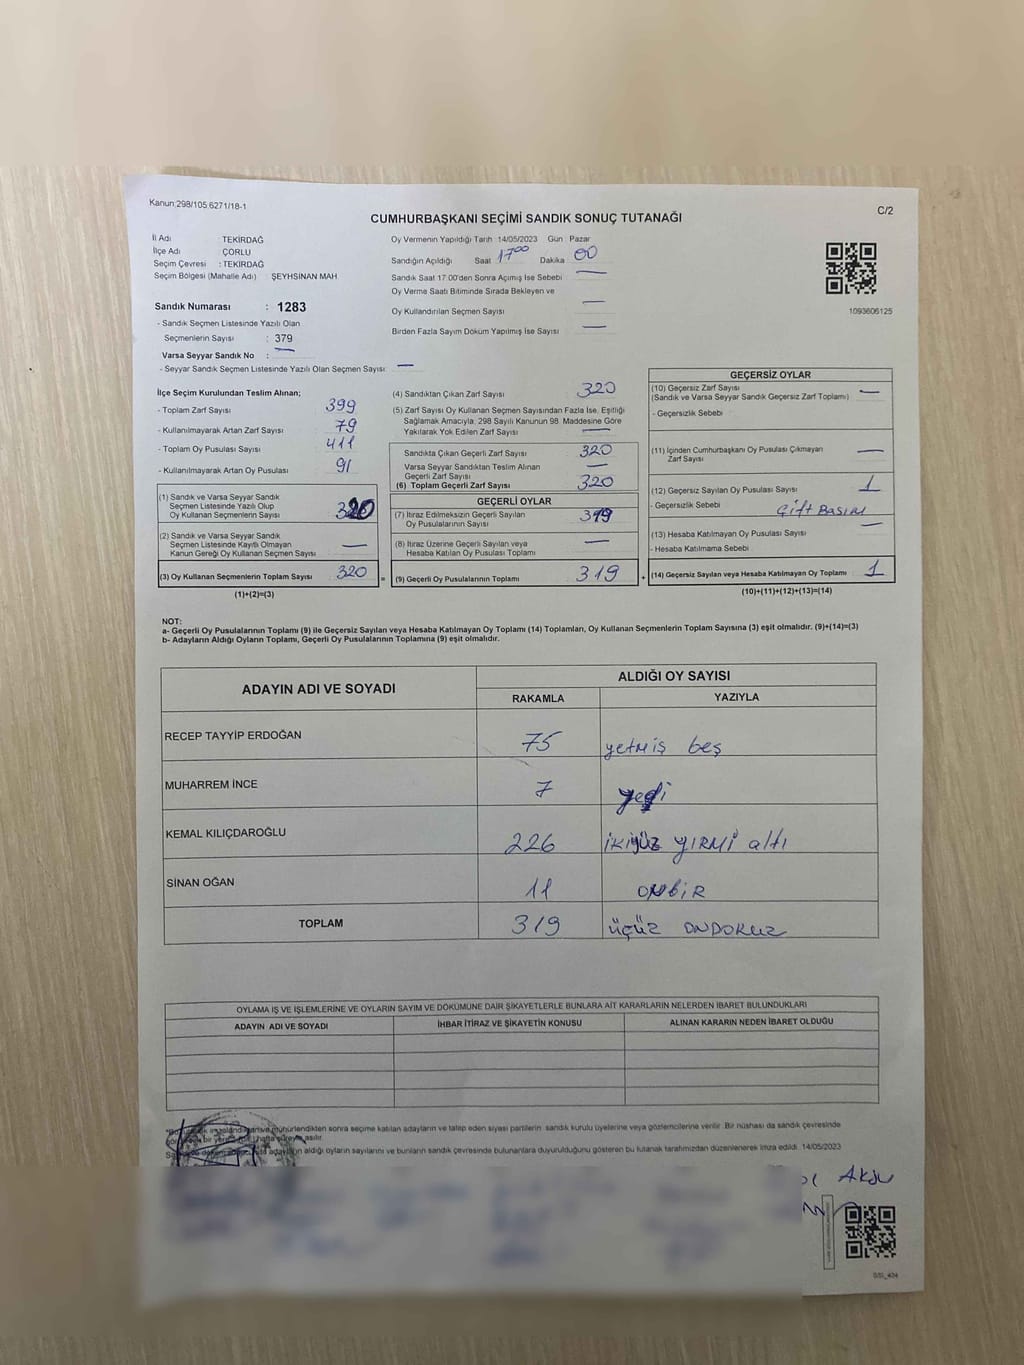 Kanun:298/105,6271/18-1
C/2
CUMHURBAŞKANI SEÇİMİ SANDIK SONUÇ TUTANAĞI
İl Adı : TEKİRDAĞ
İlçe Adı : ÇORLU
Seçim Çevresi : TEKİRDAĞ
Seçim Bölgesi (Mahalle Adı) ŞEYHSİNAN MAH.
Sandık Numarası : 1283
- Sandık Seçmen Listesinde Yazılı Olan
Seçmenlerin Sayısı : 379
Varsa Seyyar Sandık No : —
- Seyyar Sandık Seçmen Listesinde Yazılı Olan Seçmen Sayısı: —
Oy Vermenin Yapıldığı Tarih 14/05/2023 Gün Pazar
Sandığın Açıldığı Saat 17⁰⁰ Dakika 00
Sandık Saat 17:00'den Sonra Açımış İse Sebebi —
Oy Verme Saati Bitiminde Sırada Bekleyen ve
Oy Kullandırılan Seçmen Sayısı —
Birden Fazla Sayım Döküm Yapılmış İse Sayısı —
1093606125
İlçe Seçim Kurulundan Teslim Alınan;
- Toplam Zarf Sayısı 399
- Kullanılmayarak Artan Zarf Sayısı 79
- Toplam Oy Pusulası Sayısı 411
- Kullanılmayarak Artan Oy Pusulası 91
(1) Sandık ve Varsa Seyyar Sandık
Seçmen Listesinde Yazılı Olup
Oy Kullanan Seçmenlerin Sayısı 320
(2) Sandık ve Varsa Seyyar Sandık
Seçmen Listesinde Kayıtlı Olmayan
Kanun Gereği Oy Kullanan Seçmen Sayısı —
(3) Oy Kullanan Seçmenlerin Toplam Sayısı 320
(1)+(2)=(3)
(4) Sandıktan Çıkan Zarf Sayısı 320
(5) Zarf Sayısı Oy Kullanan Seçmen Sayısından Fazla İse, Eşitliği
Sağlamak Amacıyla, 298 Sayılı Kanunun 98. Maddesine Göre
Yakılarak Yok Edilen Zarf Sayısı —
Sandıkta Çıkan Geçerli Zarf Sayısı 320
Varsa Seyyar Sandıktan Teslim Alınan
Geçerli Zarf Sayısı —
(6) Toplam Geçerli Zarf Sayısı 320
GEÇERLİ OYLAR
(7) İtiraz Edilmeksizin Geçerli Sayılan
Oy Pusulalarının Sayısı 319
(8) İtiraz Üzerine Geçerli Sayılan veya
Hesaba Katılan Oy Pusulası Toplamı —
= (9) Geçerli Oy Pusulalarının Toplamı 319 +
GEÇERSİZ OYLAR
(10) Geçersiz Zarf Sayısı —
(Sandık ve Varsa Seyyar Sandık Geçersiz Zarf Toplamı)
- Geçersizlik Sebebi
(11) İçinden Cumhurbaşkanı Oy Pusulası Çıkmayan
Zarf Sayısı —
(12) Geçersiz Sayılan Oy Pusulası Sayısı 1
- Geçersizlik Sebebi Çift BASIM
(13) Hesaba Katılmayan Oy Pusulası Sayısı —
- Hesaba Katılmama Sebebi
(14) Geçersiz Sayılan veya Hesaba Katılmayan Oy Toplamı 1
(10)+(11)+(12)+(13)=(14)
NOT:
a- Geçerli Oy Pusulalarının Toplamı (9) ile Geçersiz Sayılan veya Hesaba Katılmayan Oy Toplamı (14) Toplamları, Oy Kullanan Seçmenlerin Toplam Sayısına (3) eşit olmalıdır. (9)+(14)=(3)
b- Adayların Aldığı Oyların Toplamı, Geçerli Oy Pusulalarının Toplamına (9) eşit olmalıdır.
ADAYIN ADI VE SOYADI ALDIĞI OY SAYISI
RAKAMLA YAZIYLA
RECEP TAYYİP ERDOĞAN 75 yetmiş beş
MUHARREM İNCE 7 yedi
KEMAL KILIÇDAROĞLU 226 ikiyüz YIRMİ altı
SİNAN OĞAN 11 onbiR
TOPLAM 319 üçüz ONDOKUZ
OYLAMA İŞ VE İŞLEMLERİNE VE OYLARIN SAYIM VE DÖKÜMÜNE DAİR ŞİKAYETLERLE BUNLARA AİT KARARLARIN NELERDEN İBARET BULUNDUKLARI
ADAYIN ADI VE SOYADI İHBAR İTİRAZ VE ŞİKAYETİN KONUSU ALINAN KARARIN NEDEN İBARET OLDUĞU
mühürlendikten sonra seçime katılan adayların ve talep eden siyasi partilerin sandık kurulu üyelerine veya gözlemcilerine verilir. Bir nüshası da sandık çevresinde
bir hafta süreyle asılır.
adayların aldığı oyların sayılarını ve bunların sandık çevresinde bulunanlara duyurulduğunu gösteren bu tutanak tarafımızdan düzenlenerek imza edildi. 14/05/2023
Aksu